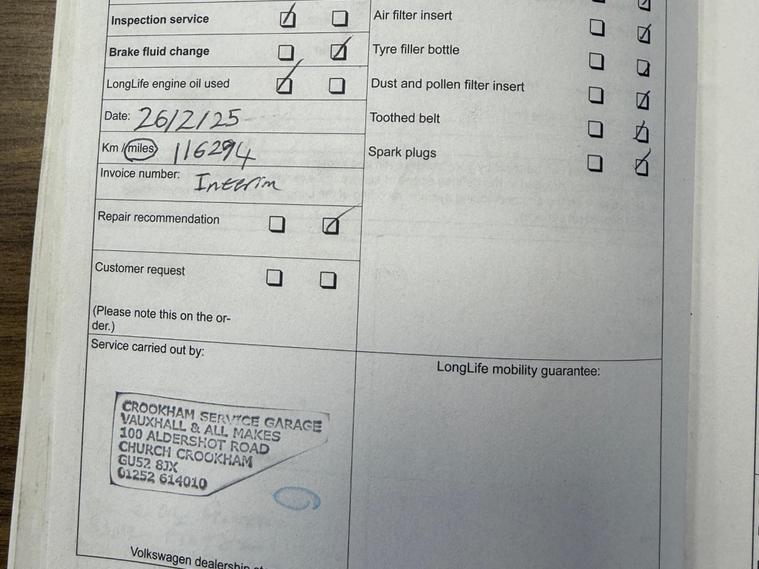 Inspection service
Brake fluid change
LongLife engine oil used
Date: 26/2/25
Km /miles 116294
Invoice number: Interim
Repair recommendation
Customer request
(Please note this on the or-
der.)
Air filter insert
Tyre filler bottle
Dust and pollen filter insert
Toothed belt
Spark plugs
Service carried out by:
CROOKHAM SERVICE GARAGE
VAUXHALL & ALL MAKES
100 ALDERSHOT ROAD
CHURCH CROOKHAM
GU52 8JX
01252 614010
LongLife mobility guarantee:
Volkswagen dealership